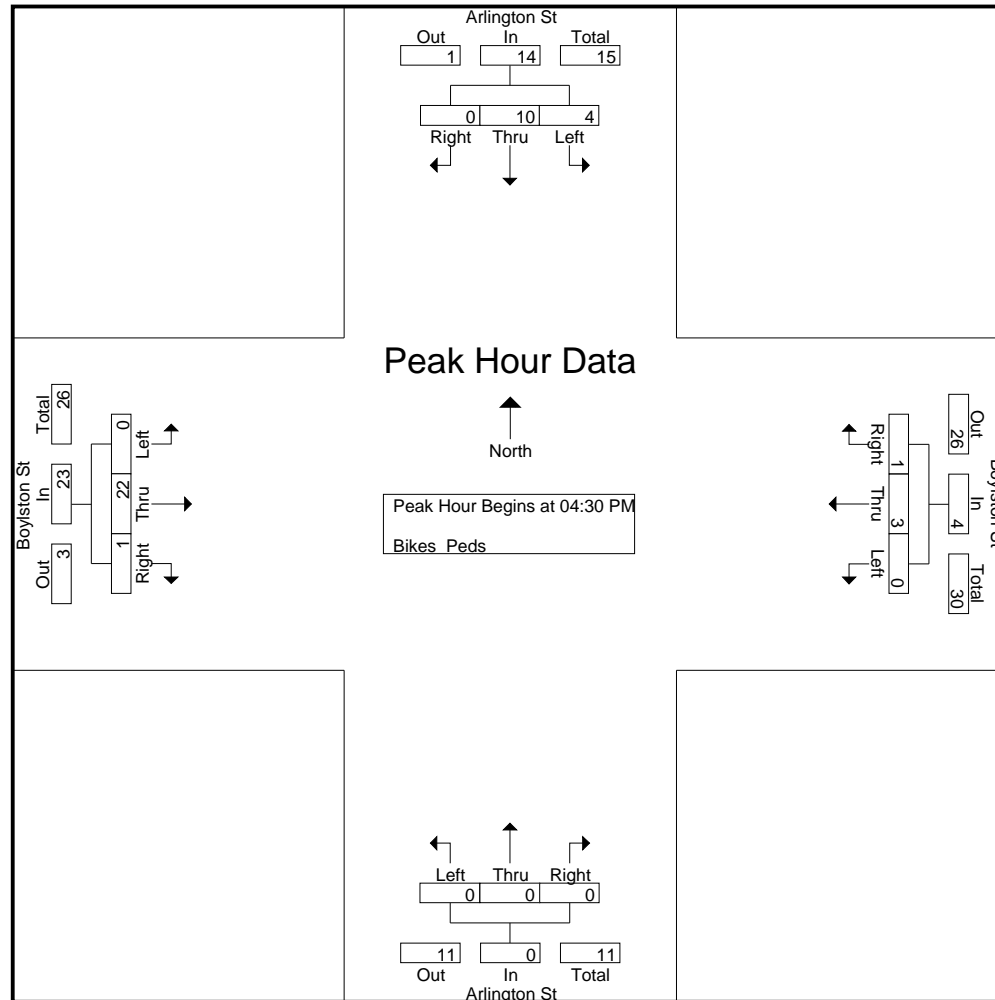 Arlington St
Out In Total
1 14 15
0 10 4
Right Thru Left
Peak Hour Data
North
Peak Hour Begins at 04:30 PM
Bikes Peds
Boylston St
Total In Out
26 23 3
0 22 1
Left Thru Right
Right Thru Left
1 3 0
Out In Total
26 4 30
Boylston St
Left Thru Right
0 0 0
11 0 11
Out In Total
Arlington St